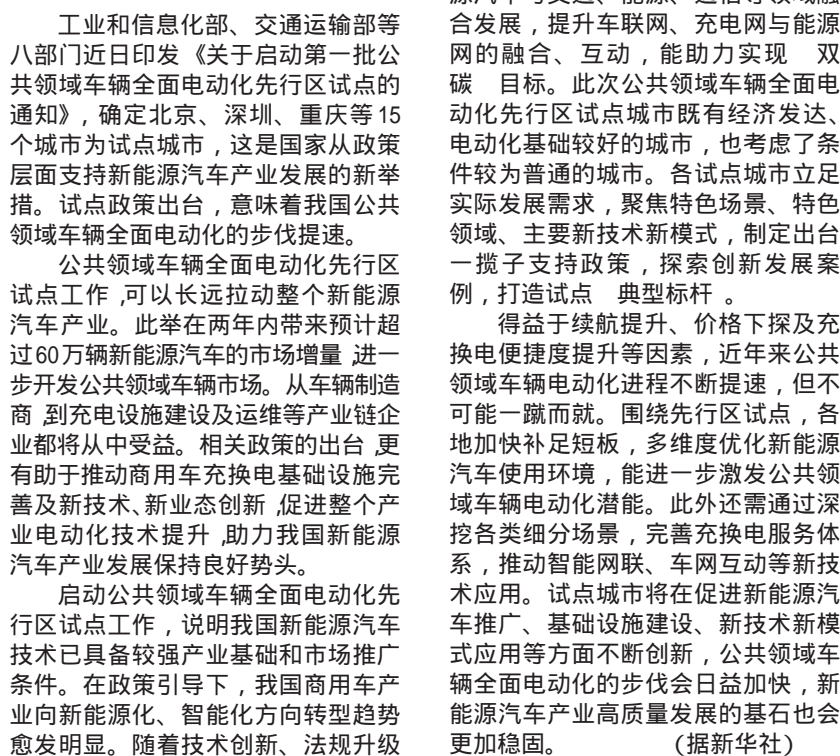 工业和信息化部、交通运输部等
八部门近日印发《关于启动第一批公
共领域车辆全面电动化先行区试点的
通知》，确定北京、深圳、重庆等15
个城市为试点城市，这是国家从政策
层面支持新能源汽车产业发展的新举
措。试点政策出台，意味着我国公共
领域车辆全面电动化的步伐提速。
公共领域车辆全面电动化先行区
试点工作,可以长远拉动整个新能源
汽车产业。此举在两年内带来预计超
过60万辆新能源汽车的市场增量,进一
步开发公共领域车辆市场。从车辆制造
商,到充电设施建设及运维等产业链企
业都将从中受益。相关政策的出台,更
有助于推动商用车充换电基础设施完
善及新技术、新业态创新,促进整个产
业电动化技术提升,助力我国新能源
汽车产业发展保持良好势头。
启动公共领域车辆全面电动化先
行区试点工作，说明我国新能源汽车
技术已具备较强产业基础和市场推广
条件。在政策引导下，我国商用车产
业向新能源化、智能化方向转型趋势
愈发明显。随着技术创新、法规升级
合发展，提升车联网、充电网与能源
网的融合、互动，能助力实现 双
碳 目标。此次公共领域车辆全面电
动化先行区试点城市既有经济发达、
电动化基础较好的城市，也考虑了条
件较为普通的城市。各试点城市立足
实际发展需求，聚焦特色场景、特色
领域、主要新技术新模式，制定出台
一揽子支持政策，探索创新发展案
例，打造试点 典型标杆 。
得益于续航提升、价格下探及充
换电便捷度提升等因素，近年来公共
领域车辆电动化进程不断提速，但不
可能一蹴而就。围绕先行区试点，各
地加快补足短板，多维度优化新能源
汽车使用环境，能进一步激发公共领
域车辆电动化潜能。此外还需通过深
挖各类细分场景，完善充换电服务体
系，推动智能网联、车网互动等新技
术应用。试点城市将在促进新能源汽
车推广、基础设施建设、新技术新模
式应用等方面不断创新，公共领域车
辆全面电动化的步伐会日益加快，新
能源汽车产业高质量发展的基石也会
更加稳固。 （据新华社）